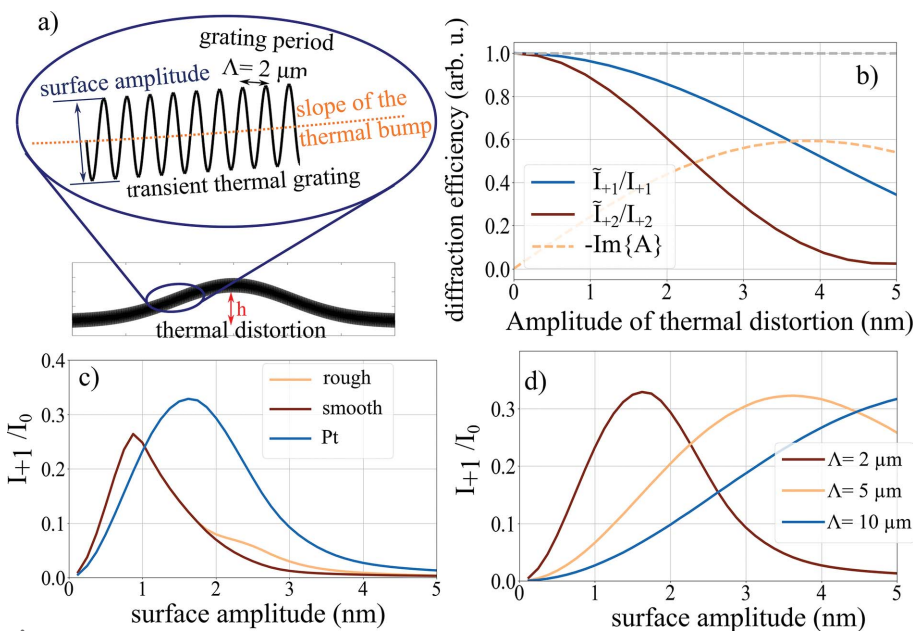 a)
grating period
Λ = 2 μm
surface amplitude
slope of the
thermal bump
transient thermal grating
h
thermal distortion
b)
diffraction efficiency (arb. u.)
1.0
0.8
0.6
0.4
0.2
0.0
Ĩ+1/I+1
Ĩ+2/I+2
-Im{A}
0 1 2 3 4 5
Amplitude of thermal distortion (nm)
c)
I+1/I0
0.4
0.3
0.2
0.1
0.0
rough
smooth
Pt
0 1 2 3 4 5
surface amplitude (nm)
d)
I+1/I0
0.3
0.2
0.1
0.0
Λ= 2 μm
Λ= 5 μm
Λ= 10 μm
0 1 2 3 4 5
surface amplitude (nm)